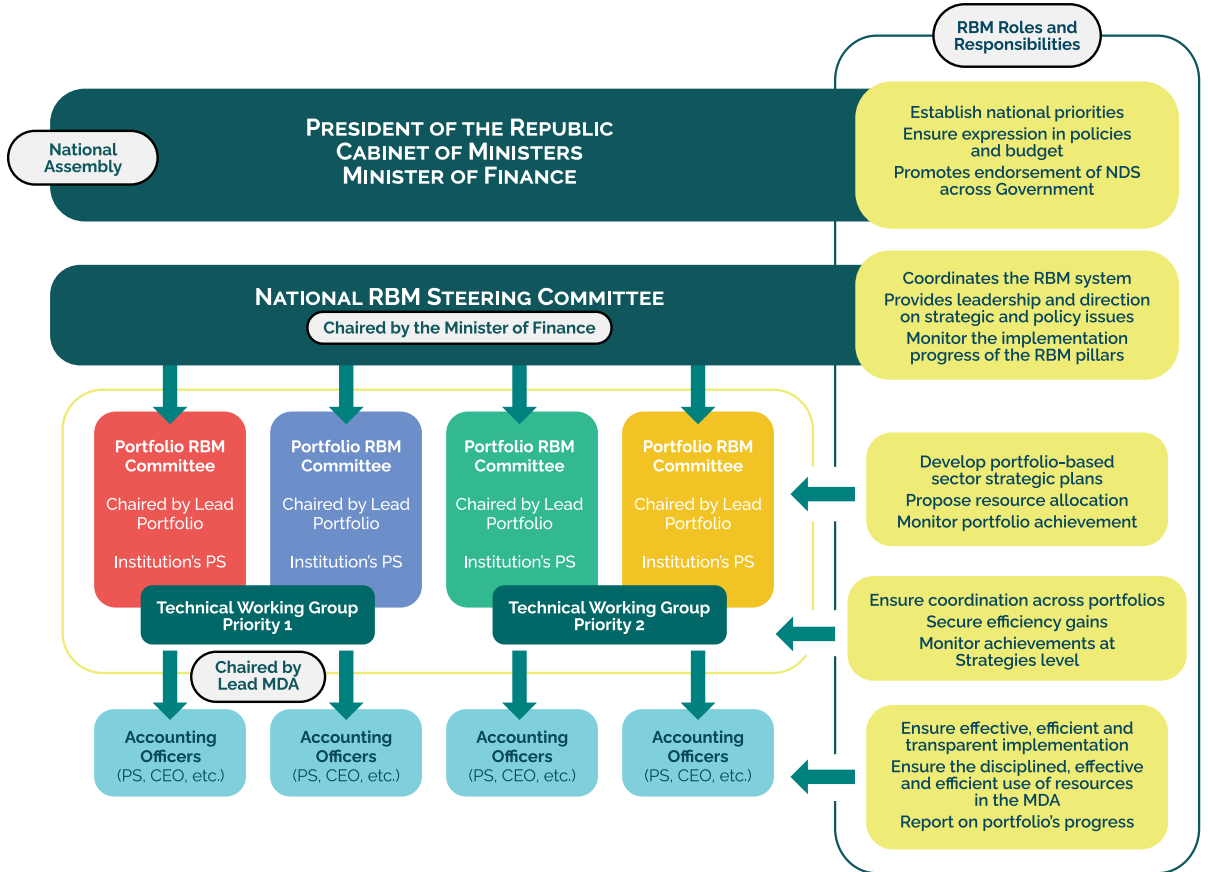 RBM Roles and
Responsibilities
National
Assembly
PRESIDENT OF THE REPUBLIC
CABINET OF MINISTERS
MINISTER OF FINANCE
Establish national priorities
Ensure expression in policies
and budget
Promotes endorsement of NDS
across Government
NATIONAL RBM STEERING COMMITTEE
Chaired by the Minister of Finance
Coordinates the RBM system
Provides leadership and direction
on strategic and policy issues
Monitor the implementation
progress of the RBM pillars
Portfolio RBM
Committee
Chaired by Lead
Portfolio
Institution's PS
Portfolio RBM
Committee
Chaired by Lead
Portfolio
Institution's PS
Portfolio RBM
Committee
Chaired by Lead
Portfolio
Institution's PS
Portfolio RBM
Committee
Chaired by Lead
Portfolio
Institution's PS
Develop portfolio-based
sector strategic plans
Propose resource allocation
Monitor portfolio achievement
Technical Working Group
Priority 1
Technical Working Group
Priority 2
Ensure coordination across portfolios
Secure efficiency gains
Monitor achievements at
Strategies level
Chaired by
Lead MDA
Accounting
Officers
(PS, CEO, etc.)
Accounting
Officers
(PS, CEO, etc.)
Accounting
Officers
(PS, CEO, etc.)
Accounting
Officers
(PS, CEO, etc.)
Ensure effective, efficient and
transparent implementation
Ensure the disciplined, effective
and efficient use of resources
in the MDA
Report on portfolio's progress